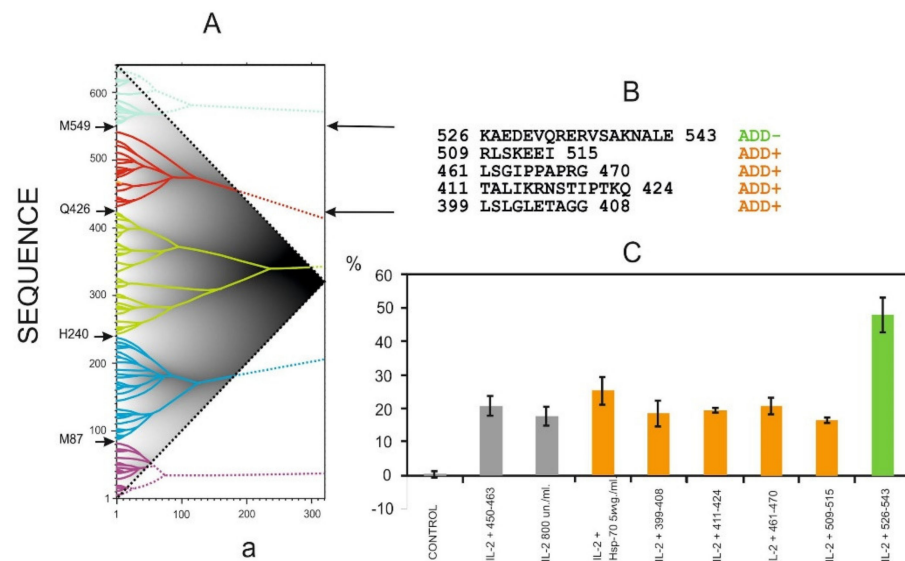 A
SEQUENCE
600
M549
500
Q426
400
300
H240
200
100
M87
1
1
100
200
300
a
B
526 KAEDEVQRERVSAKNALE 543 ADD-
509 RLSKEEI 515 ADD+
461 LSGIPPAPRG 470 ADD+
411 TALIKRNSTIPTKQ 424 ADD+
399 LSLGLETAGG 408 ADD+
C
%
60
50
40
30
20
10
0
-10
CONTROL
IL-2 + 450-463
IL-2 800 un./ml.
IL-2 +
Hsp-70 5мкg./ml.
IL-2 + 399-408
IL-2 + 411-424
L-2 + 461-470
IL-2 + 509-515
IL-2 + 526-543